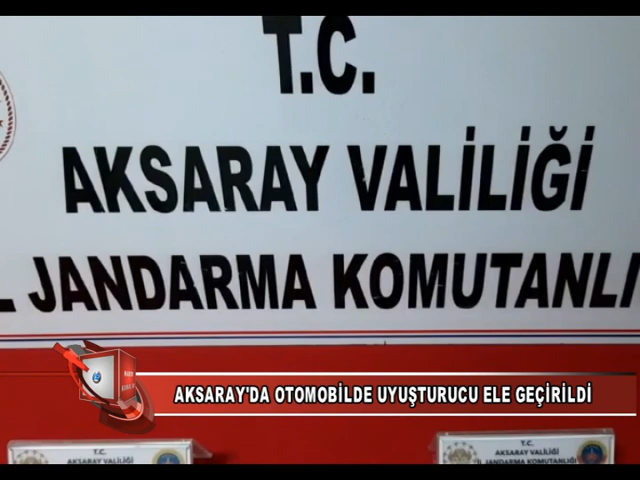 T.C.
AKSARAY VALİLİĞİ
L JANDARMA KOMUTANLI
AKSARAY'DA OTOMOBİLDE UYUŞTURUCU ELE GEÇİRİLDİ
T.C.
AKSARAY VALİLİĞİ
T.C.
AKSARAY VALİLİĞİ
İL JANDARMA KOMUTANLIĞI